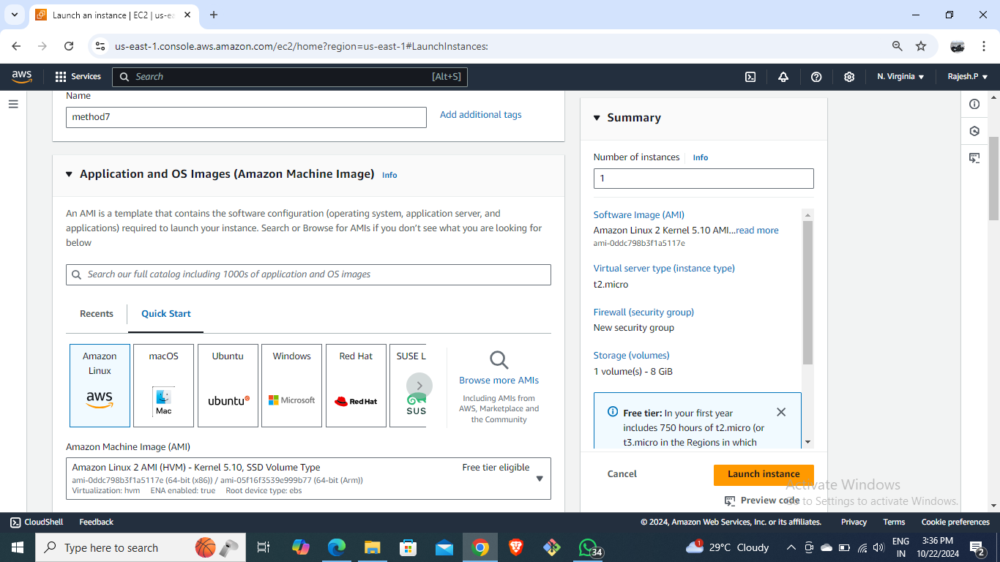 Launch an instance | EC2 | us-ea
us-east-1.console.aws.amazon.com/ec2/home?region=us-east-1#LaunchInstances:
aws
Services
Search
[Alt+S]
N. Virginia
Rajesh.P
Name
method7
Add additional tags
Application and OS Images (Amazon Machine Image)
Info
An AMI is a template that contains the software configuration (operating system, application server, and
applications) required to launch your instance. Search or Browse for AMIs if you don't see what you are looking for
below
Search our full catalog including 1000s of application and OS images
Recents
Quick Start
Amazon
Linux
aws
macOS
Mac
Ubuntu
ubuntu
Windows
Microsoft
Red Hat
Red Hat
SUSE L
SUS
Browse more AMIs
Including AMIs from
AWS, Marketplace and
the Community
Amazon Machine Image (AMI)
Amazon Linux 2 AMI (HVM) - Kernel 5.10, SSD Volume Type
Free tier eligible
ami-0ddc798b3f1a5117e (64-bit (x86)) / ami-05f16f3539e999b77 (64-bit (Arm))
Virtualization: hvm ENA enabled: true Root device type: ebs
Summary
Number of instances
Info
1
Software Image (AMI)
Amazon Linux 2 Kernel 5.10 AMI...read more
ami-0ddc798b3f1a5117e
Virtual server type (instance type)
t2.micro
Firewall (security group)
New security group
Storage (volumes)
1 volume(s) - 8 GiB
Free tier: In your first year
includes 750 hours of t2.micro (or
t3.micro in the Regions in which
Cancel
Launch instance
Preview code
Activate Windows
Go to Settings to activate Windows.
CloudShell
Feedback
© 2024, Amazon Web Services, Inc. or its affiliates.
Privacy
Terms
Cookie preferences
Type here to search
34
1
29°C Cloudy
ENG
IN
3:36 PM
10/22/2024
2